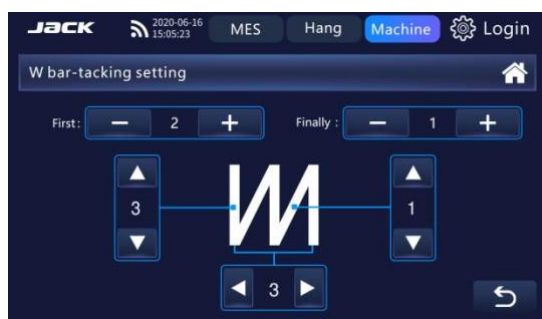 JACK 2020-06-16 MES Hang Machine Login
15:05:23
W bar-tacking setting
First: − 2 + Finally : − 1 +
3 1
3